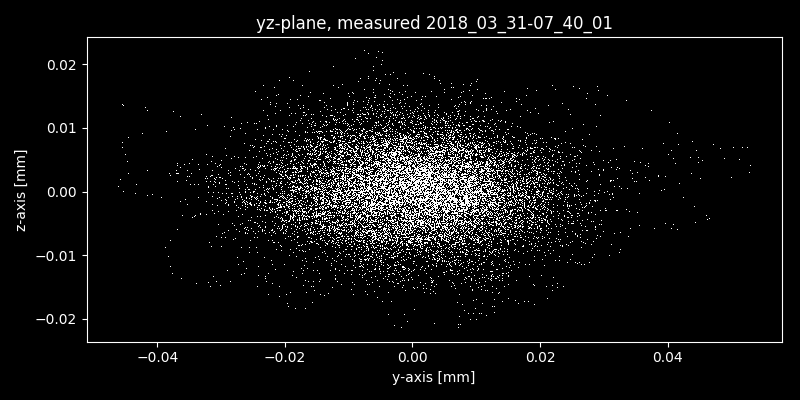 yz-plane, measured 2018_03_31-07_40_01
0.02
0.01
0.00
−0.01
−0.02
z-axis [mm]
−0.04 −0.02 0.00 0.02 0.04
y-axis [mm]